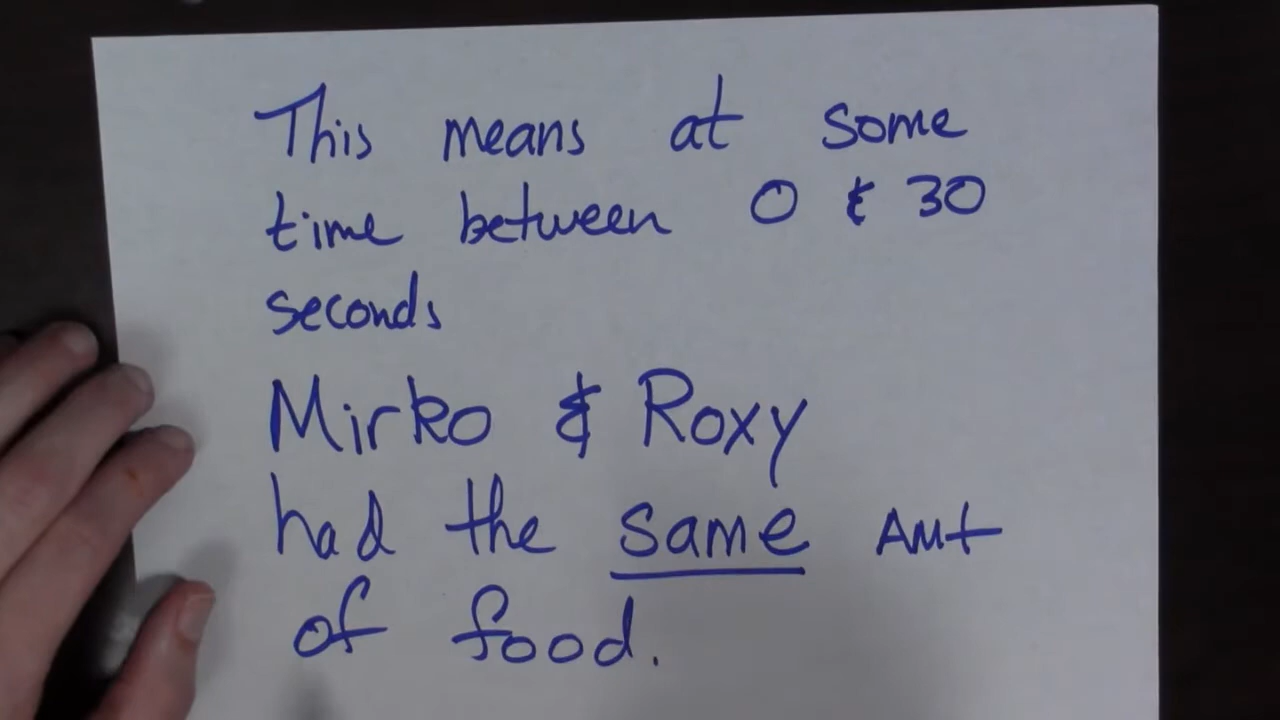 This means at some
time between 0 & 30
seconds
Mirko & Roxy
had the same Amt
of food.